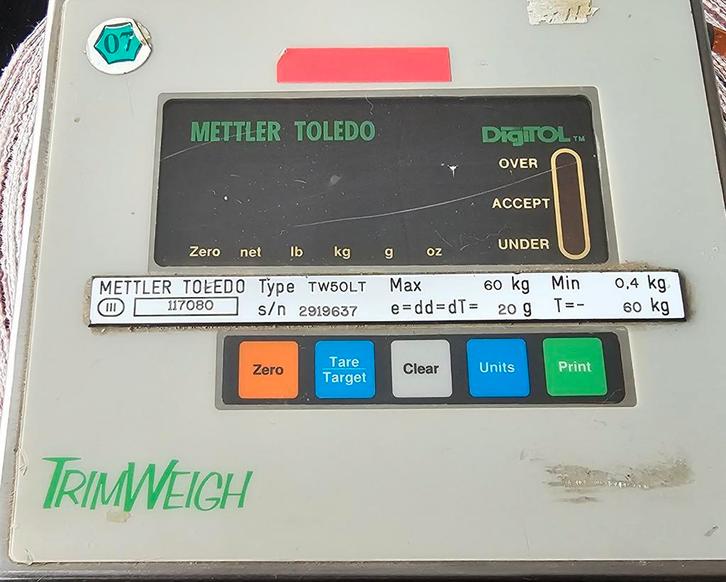 07
METTLER TOLEDO
DigiTOL™
OVER
ACCEPT
UNDER
Zero net lb kg g oz
METTLER TOLEDO Type TW50LT Max 60 kg Min 0,4 kg
III 117080 s/n 2919637 e=dd=dT= 20 g T=- 60 kg
Zero Tare Target Clear Units Print
TRIMWEIGH